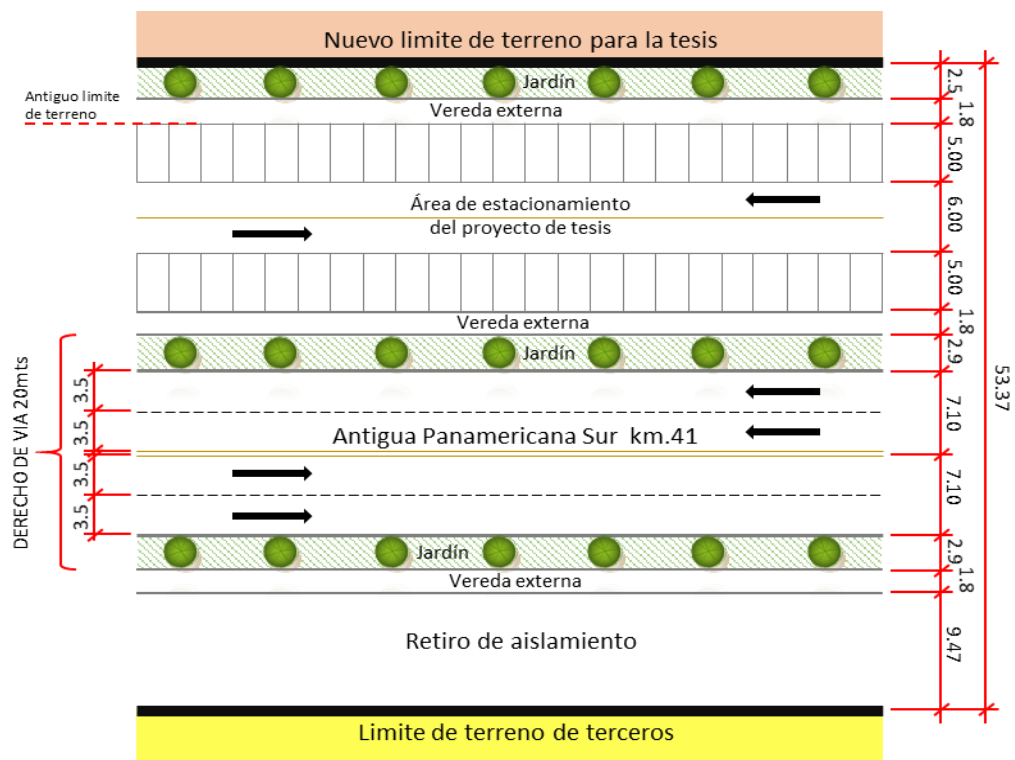 Nuevo limite de terreno para la tesis
Jardín
Vereda externa
Antiguo limite
de terreno
Área de estacionamiento
del proyecto de tesis
Vereda externa
Jardín
Antigua Panamericana Sur km.41
Jardín
Vereda externa
Retiro de aislamiento
Limite de terreno de terceros
DERECHO DE VIA 20mts
3.5
3.5
3.5
3.5
2.5
1.8
5.00
6.00
5.00
1.8
2.9
7.10
7.10
2.9
1.8
9.47
53.37